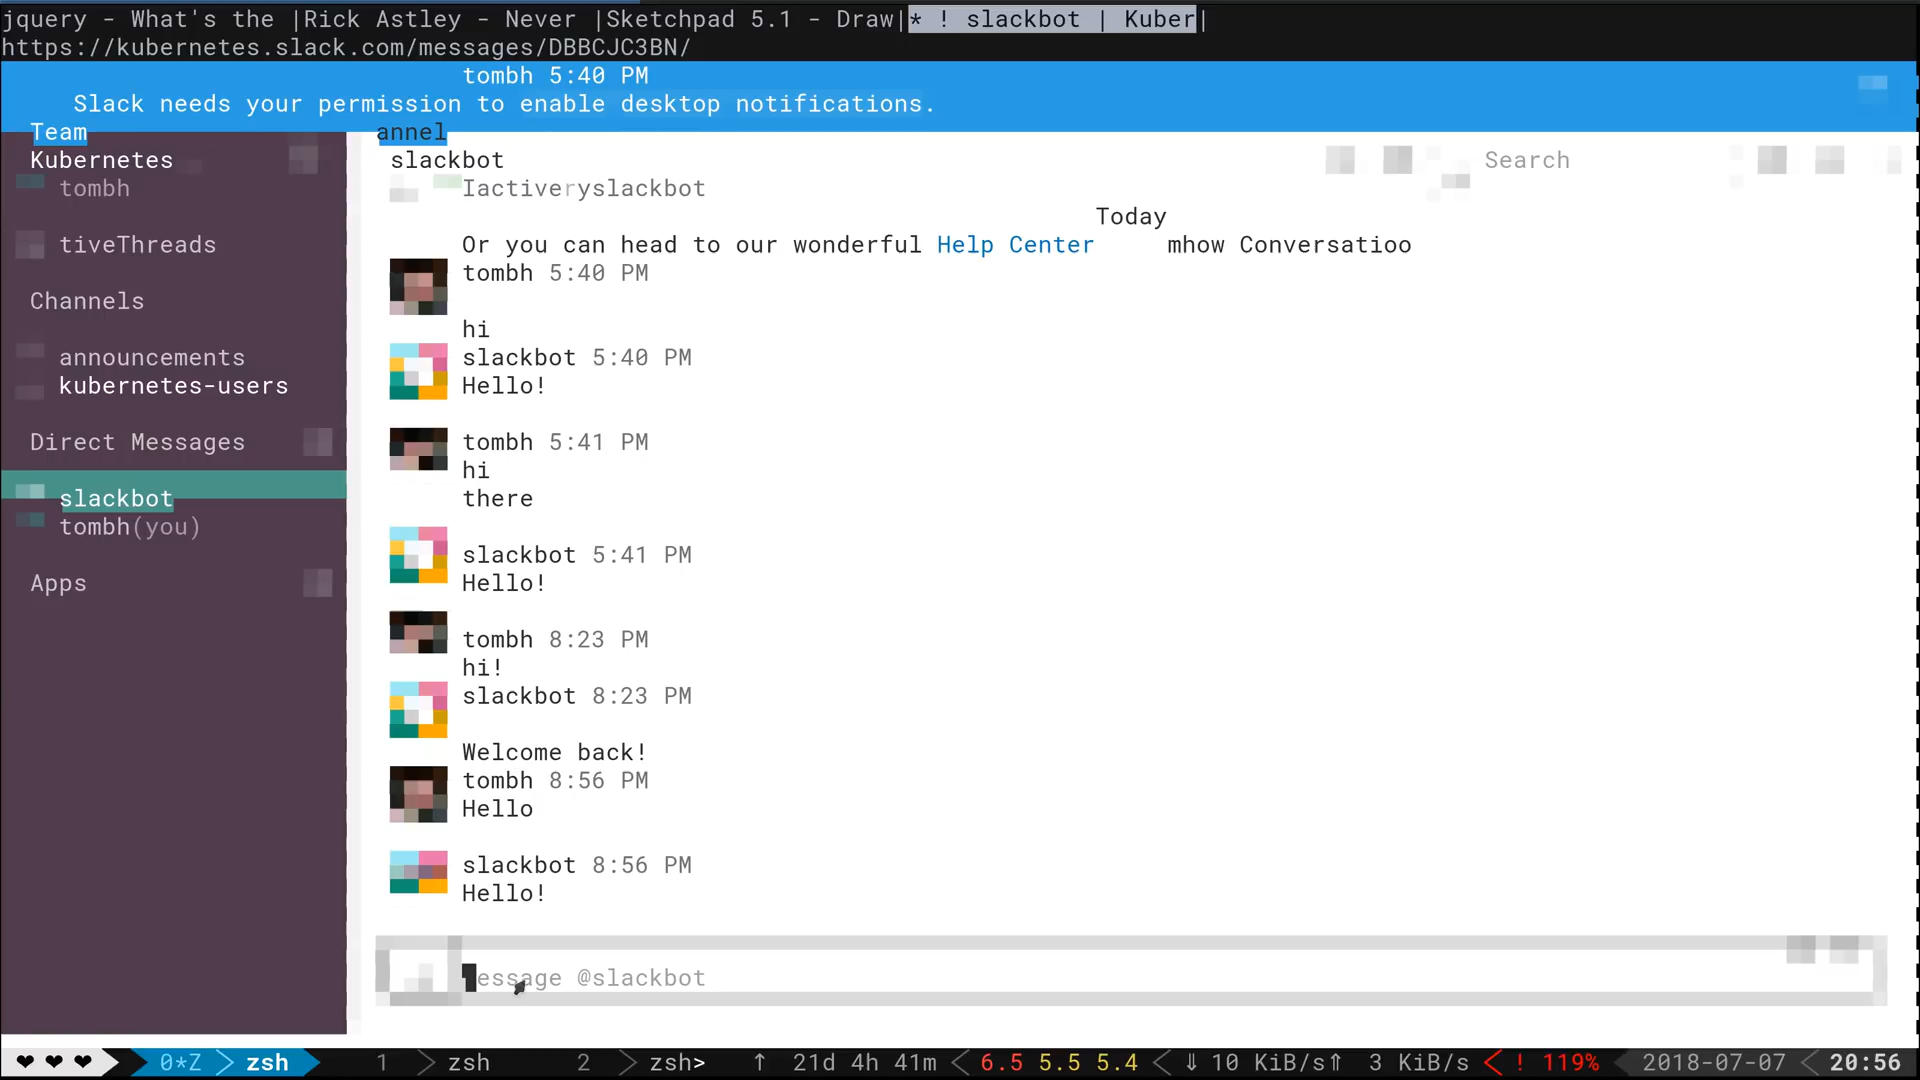 jquery - What's the |Rick Astley - Never |Sketchpad 5.1 - Draw|* ! slackbot | Kuber|
https://kubernetes.slack.com/messages/DBBCJC3BN/
tombh 5:40 PM
Slack needs your permission to enable desktop notifications.
Team
annel
Kubernetes
slackbot
Search
tombh
Iactiveryslackbot
Today
tiveThreads
Or you can head to our wonderful Help Center mhow Conversatioo
tombh 5:40 PM
Channels
hi
announcements
slackbot 5:40 PM
kubernetes-users
Hello!
Direct Messages
tombh 5:41 PM
hi
slackbot
there
tombh(you)
slackbot 5:41 PM
Apps
Hello!
tombh 8:23 PM
hi!
slackbot 8:23 PM
Welcome back!
tombh 8:56 PM
Hello
slackbot 8:56 PM
Hello!
essage @slackbot
♥ ♥ ♥ 0*Z zsh 1 zsh 2 zsh> ↑ 21d 4h 41m 6.5 5.5 5.4 ⇓ 10 KiB/s⇑ 3 KiB/s ! 119% 2018-07-07 20:56